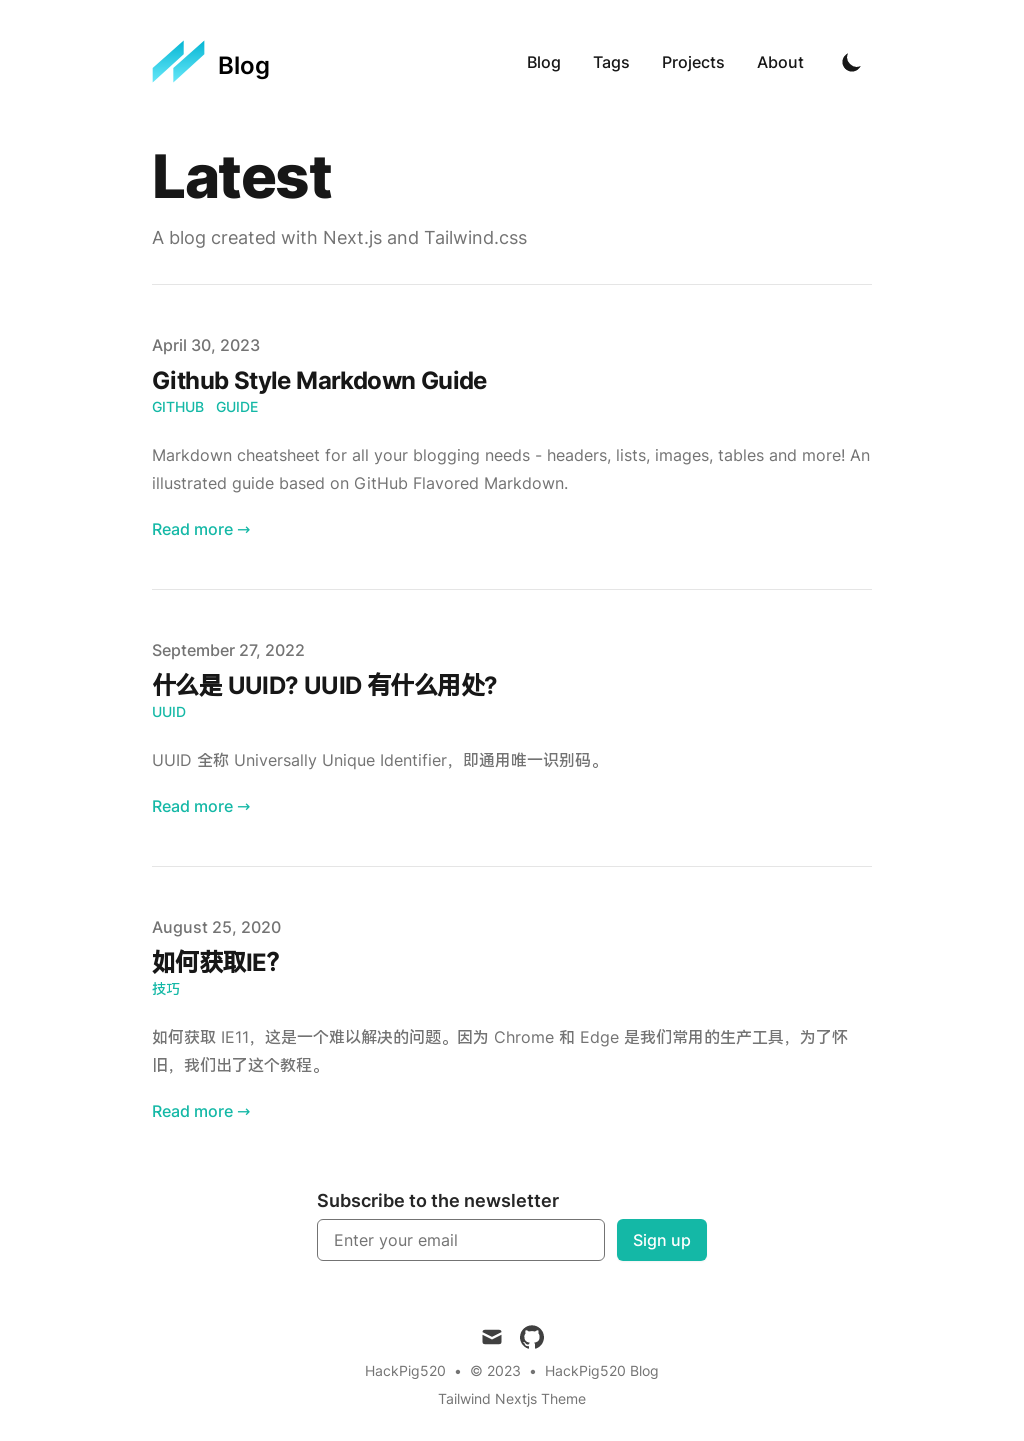 Blog
Blog Tags Projects About
Latest
A blog created with Next.js and Tailwind.css
April 30, 2023
Github Style Markdown Guide
GITHUB GUIDE
Markdown cheatsheet for all your blogging needs - headers, lists, images, tables and more! An
illustrated guide based on GitHub Flavored Markdown.
Read more →
September 27, 2022
什么是 UUID? UUID 有什么用处?
UUID
UUID 全称 Universally Unique Identifier，即通用唯一识别码。
Read more →
August 25, 2020
如何获取IE？
技巧
如何获取 IE11，这是一个难以解决的问题。因为 Chrome 和 Edge 是我们常用的生产工具，为了怀
旧，我们出了这个教程。
Read more →
Subscribe to the newsletter
Enter your email
Sign up
HackPig520 • © 2023 • HackPig520 Blog
Tailwind Nextjs Theme